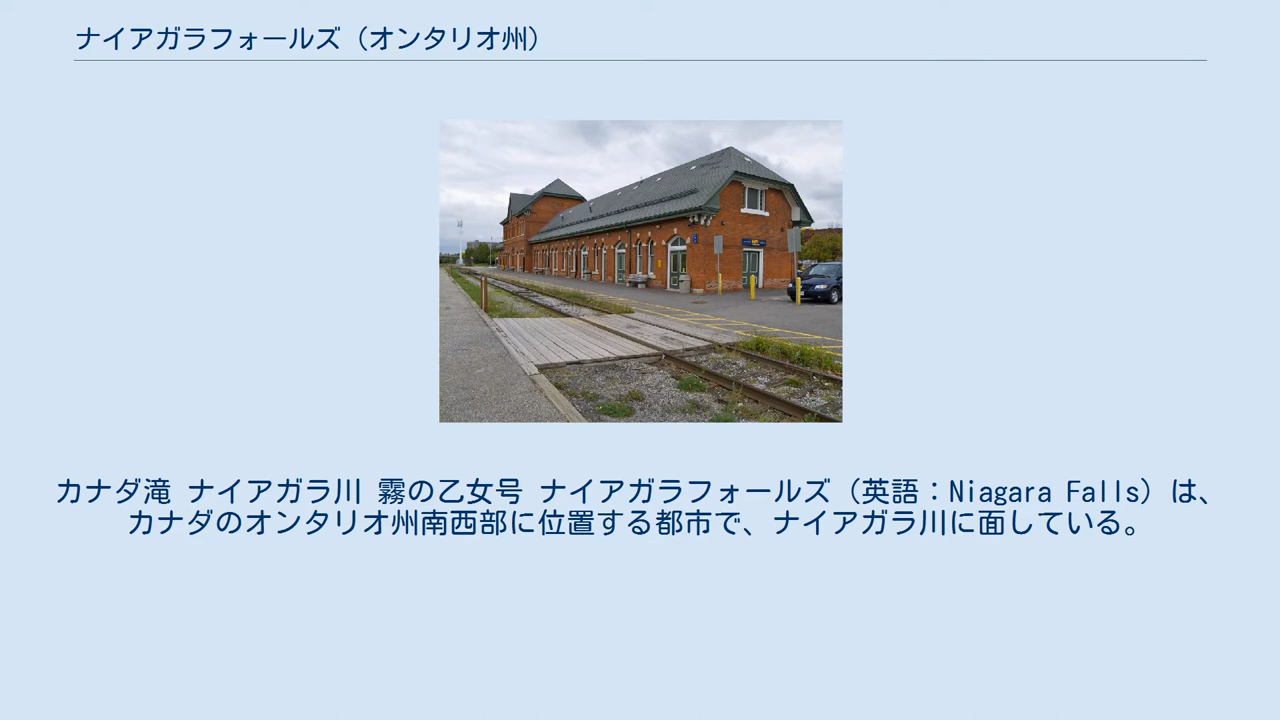 ナイアガラフォールズ（オンタリオ州）
カナダ滝 ナイアガラ川 霧の乙女号 ナイアガラフォールズ（英語：Niagara Falls）は、
カナダのオンタリオ州南西部に位置する都市で、ナイアガラ川に面している。